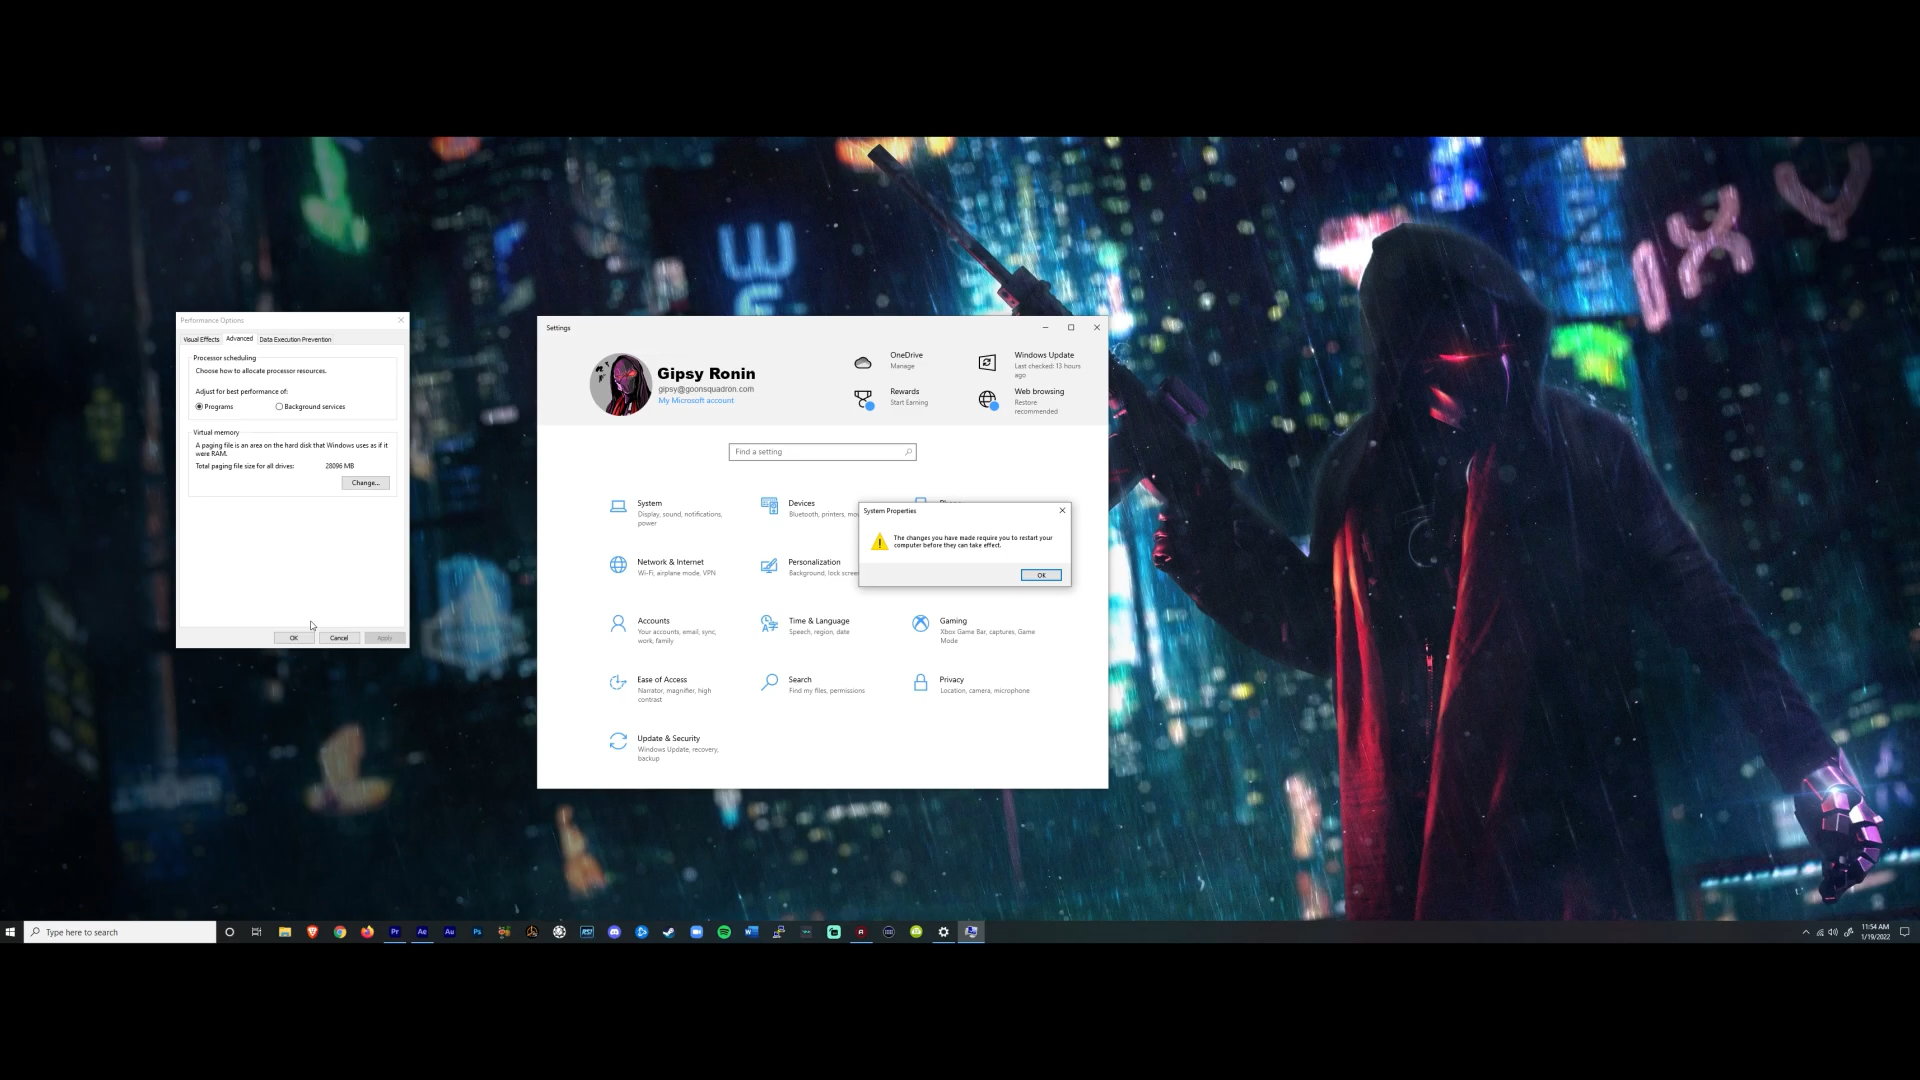 Performance Options
Visual Effects
Advanced
Data Execution Prevention
Processor scheduling
Choose how to allocate processor resources.
Adjust for best performance of:
Programs
Background services
Virtual memory
A paging file is an area on the hard disk that Windows uses as if it
were RAM.
Total paging file size for all drives:
28096 MB
Change...
OK
Cancel
Apply
Settings
Gipsy Ronin
gipsy@goonsquadron.com
My Microsoft account
OneDrive
Manage
Windows Update
Last checked: 13 hours
ago
Rewards
Start Earning
Web browsing
Restore
recommended
Find a setting
System
Display, sound, notifications,
power
Devices
Bluetooth, printers,
System Properties
The changes you have made require you to restart your
computer before they can take effect.
OK
Network & Internet
Wi-Fi, airplane mode, VPN
Personalization
Background, lock
Accounts
Your accounts, email, sync,
work, family
Time & Language
Speech, region, date
Gaming
Xbox Game Bar, captures, Game
Mode
Ease of Access
Narrator, magnifier, high
contrast
Search
Find my files, permissions
Privacy
Location, camera, microphone
Update & Security
Windows Update, recovery,
backup
Type here to search
Pr
Ae
Au
Ps
RSI
W
11:54 AM
1/19/2022